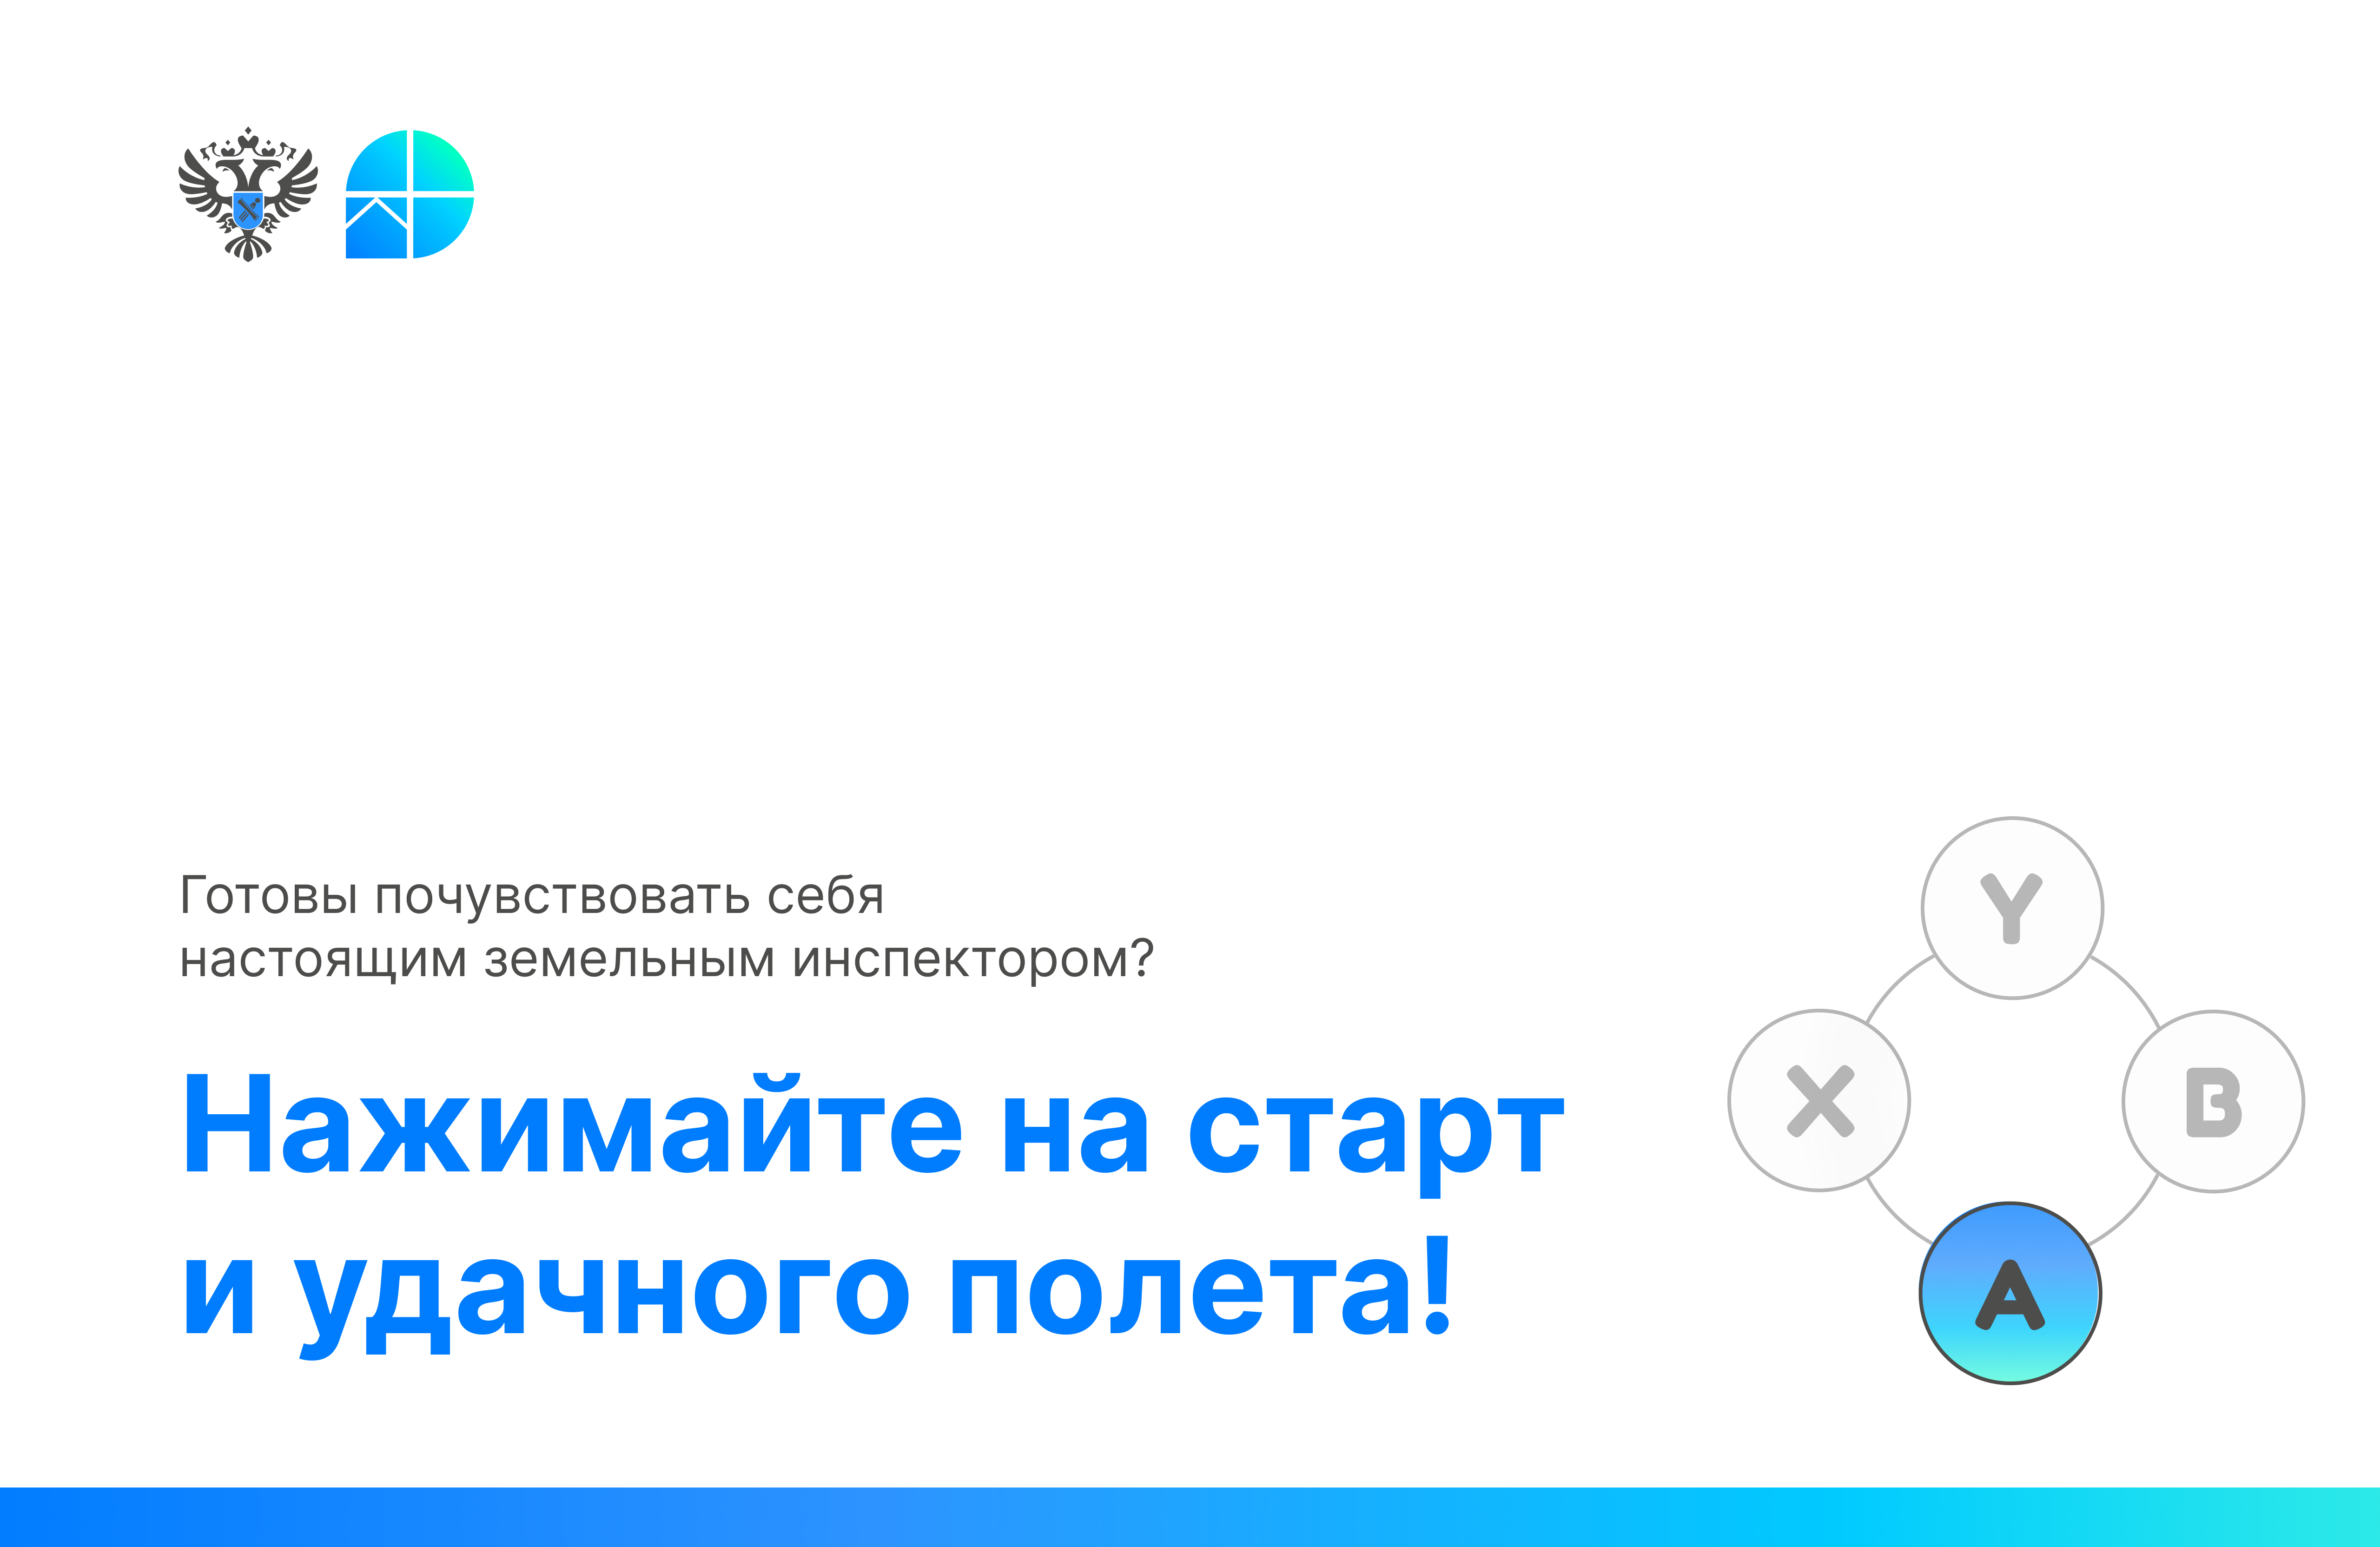 Готовы почувствовать себя
настоящим земельным инспектором?
Нажимайте на старт
и удачного полета!
Y
X
B
A